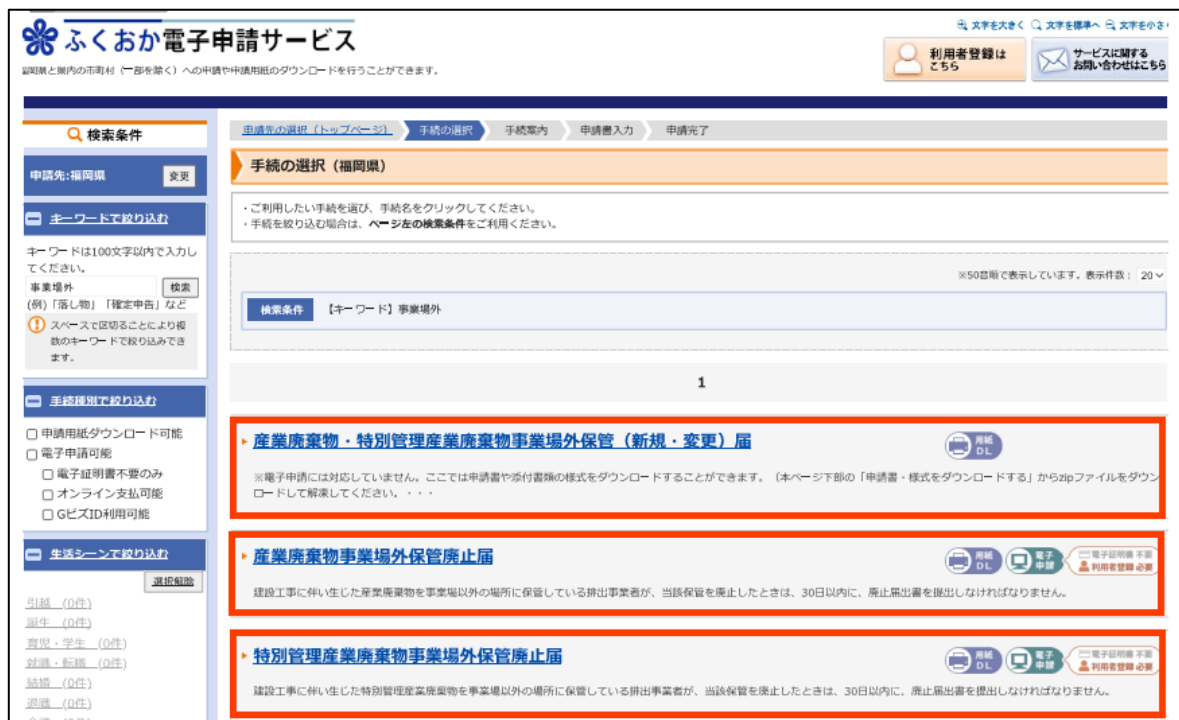 文字を大きく 文字を標準へ 文字を小さ
ふくおか電子申請サービス
岡県と県内の市町村（一部を除く）への申請や申請用紙のダウンロードを行うことができます。
利用者登録は
こちら
サービスに関する
お問い合わせはこちら
検索条件
申請先の選択（トップページ） 手続の選択 手続案内 申請書入力 申請完了
申請先:福岡県 変更
手続の選択（福岡県）
キーワードで絞り込む
・ご利用したい手続を選び、手続名をクリックしてください。
・手続を絞り込む場合は、ページ左の検索条件をご利用ください。
キーワードは100文字以内で入力し
てください。
事業場外 検索
(例)「落し物」「確定申告」など
スペースで区切ることにより複
数のキーワードで絞り込みでき
ます。
※50音順で表示しています。表示件数： 20
検索条件 【キーワード】事業場外
1
手続種別で絞り込む
申請用紙ダウンロード可能
電子申請可能
電子証明書不要のみ
オンライン支払可能
GビズID利用可能
産業廃棄物・特別管理産業廃棄物事業場外保管（新規・変更）届
用紙
DL
※電子申請には対応していません。ここでは申請書や添付書類の様式をダウンロードすることができます。（本ページ下部の「申請書・様式をダウンロードする」からzipファイルをダウン
ロードして解凍してください。・・・
生活シーンで絞り込む
選択解除
引越 (0件)
誕生 (0件)
育児・学生 (0件)
就職・転職 (0件)
結婚 (0件)
退職 (0件)
産業廃棄物事業場外保管廃止届
用紙
DL
電子
申請
電子証明書 不要
利用者登録 必要
建設工事に伴い生じた産業廃棄物を事業場以外の場所に保管している排出事業者が、当該保管を廃止したときは、30日以内に、廃止届出書を提出しなければなりません。
特別管理産業廃棄物事業場外保管廃止届
用紙
DL
電子
申請
電子証明書 不要
利用者登録 必要
建設工事に伴い生じた特別管理産業廃棄物を事業場以外の場所に保管している排出事業者が、当該保管を廃止したときは、30日以内に、廃止届出書を提出しなければなりません。